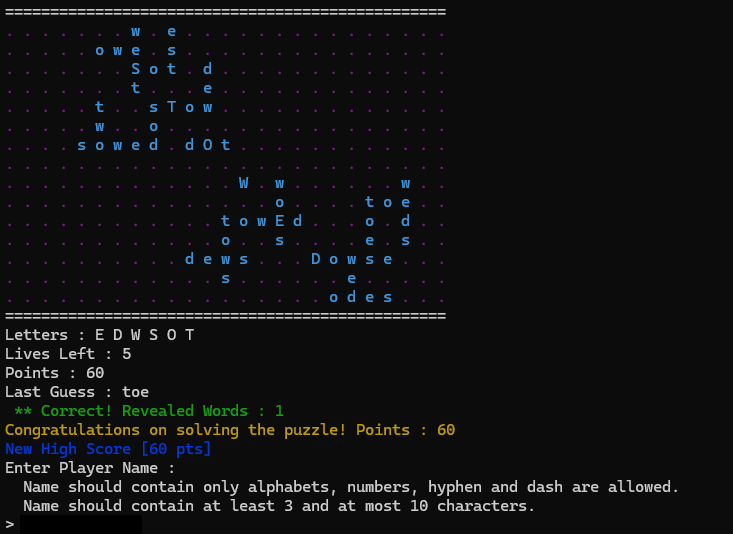 =================================================
. . . . . . . w . e . . . . . . . . . . . . . . .
. . . . . o w e . s . . . . . . . . . . . . . . .
. . . . . . . S o t . d . . . . . . . . . . . . .
. . . . . . . t . . . e . . . . . . . . . . . . .
. . . . . t . . s T o w . . . . . . . . . . . . .
. . . . . w . . o . . . . . . . . . . . . . . . .
. . . . s o w e d . d O t . . . . . . . . . . . .
. . . . . . . . . . . . . . . . . . . . . . . . .
. . . . . . . . . . . . . W . w . . . . . . w . .
. . . . . . . . . . . . . . . o . . . . t o e . .
. . . . . . . . . . . . t o w E d . . . o . d . .
. . . . . . . . . . . . o . . s . . . . e . s . .
. . . . . . . . . . d e w s . . . D o w s e . . .
. . . . . . . . . . . . s . . . . . . e . . . . .
. . . . . . . . . . . . . . . . . . o d e s . . .
=================================================
Letters : E D W S O T
Lives Left : 5
Points : 60
Last Guess : toe
** Correct! Revealed Words : 1
Congratulations on solving the puzzle! Points : 60
New High Score [60 pts]
Enter Player Name :
Name should contain only alphabets, numbers, hyphen and dash are allowed.
Name should contain at least 3 and at most 10 characters.
>